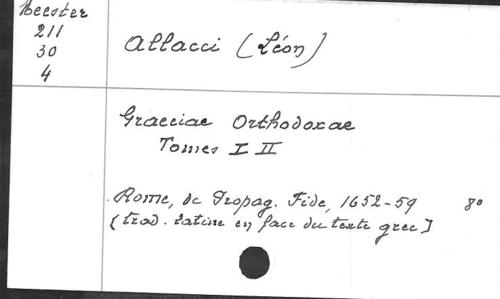 Meester
211
30
4
Allacci (Léon)
Graeciae Orthodoxae
Tomes I II
Rome, de Propag. Fide, 1652-59 8°
[trad. latine en face du texte grec]